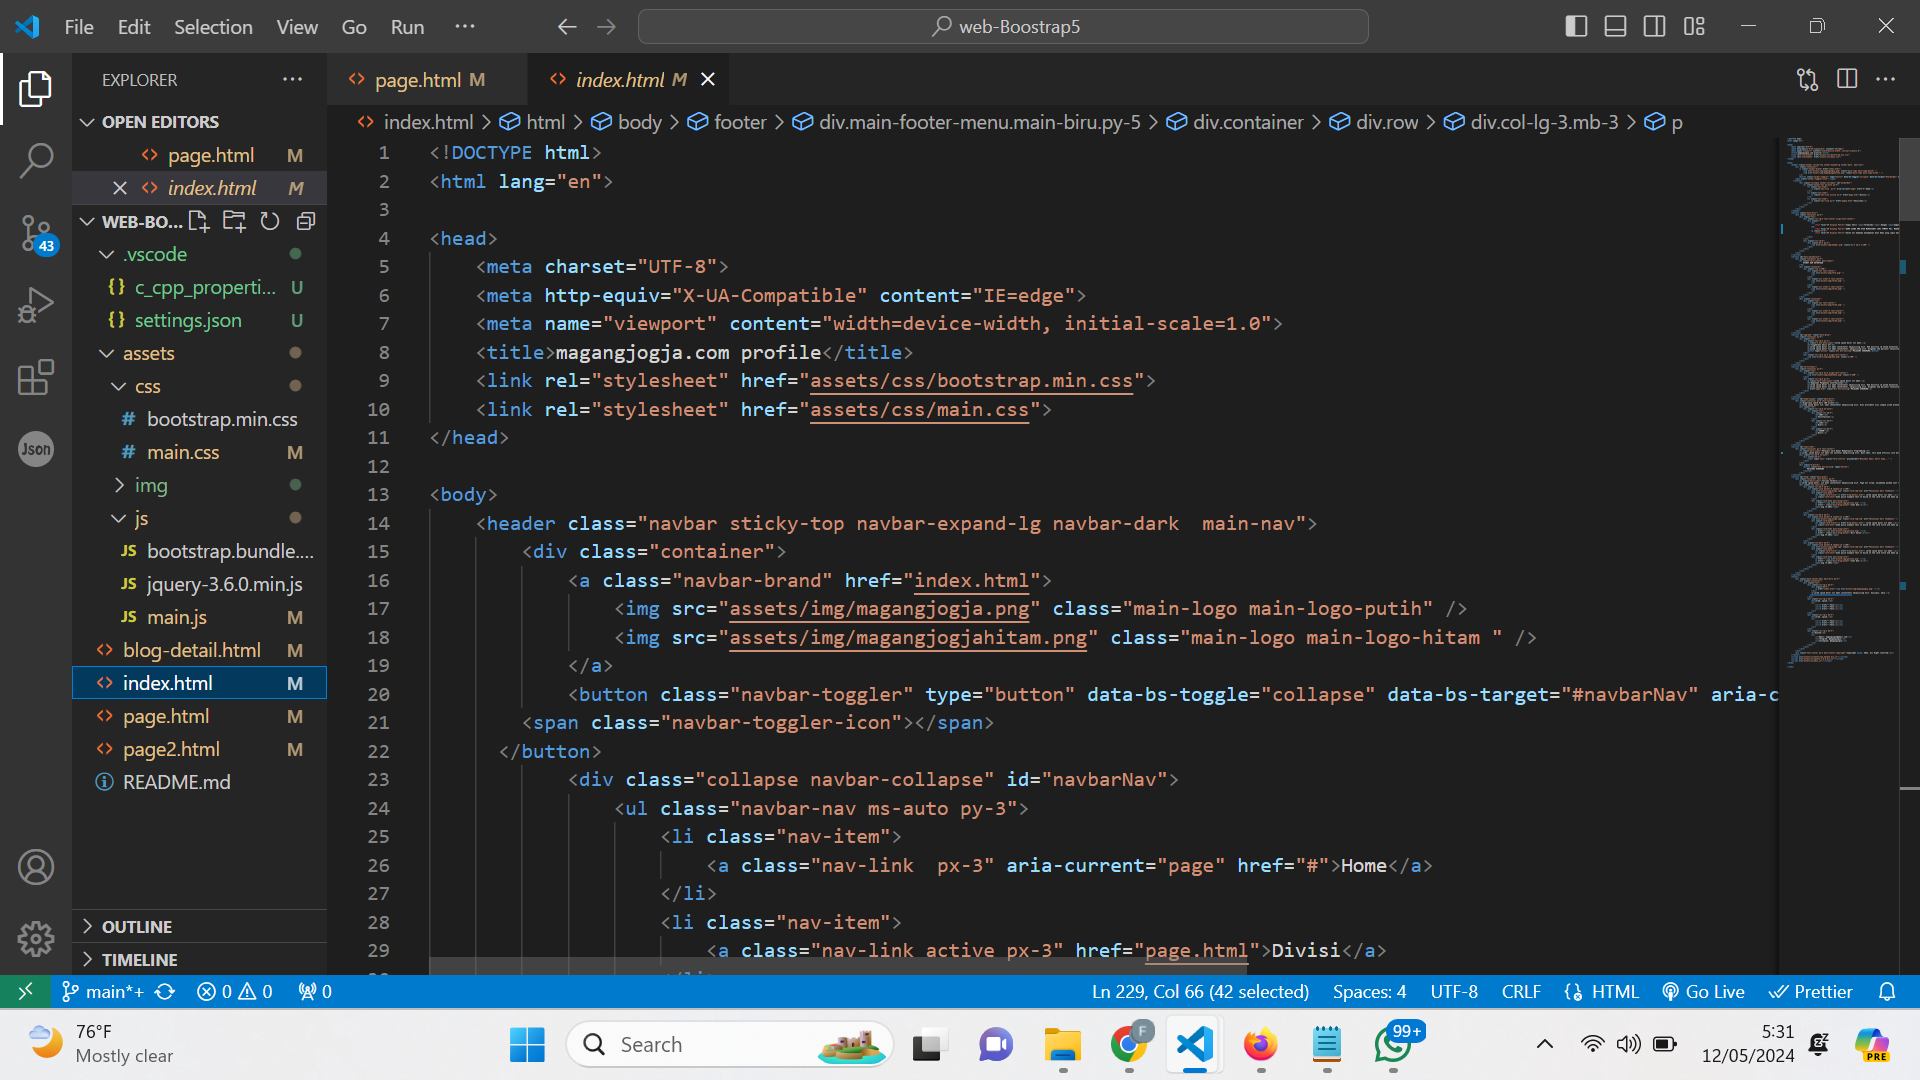 File Edit Selection View Go Run ···
web-Boostrap5
EXPLORER ···
OPEN EDITORS
page.html M
index.html M
WEB-BO...
.vscode
c_cpp_properti... U
settings.json U
assets
css
bootstrap.min.css
main.css M
img
js
JS bootstrap.bundle....
JS jquery-3.6.0.min.js
JS main.js M
blog-detail.html M
index.html M
page.html M
page2.html M
README.md
OUTLINE
TIMELINE
43
Json
page.html M
index.html M
index.html > html > body > footer > div.main-footer-menu.main-biru.py-5 > div.container > div.row > div.col-lg-3.mb-3 > p
1 <!DOCTYPE html>
2 <html lang="en">
3
4 <head>
5 <meta charset="UTF-8">
6 <meta http-equiv="X-UA-Compatible" content="IE=edge">
7 <meta name="viewport" content="width=device-width, initial-scale=1.0">
8 <title>magangjogja.com profile</title>
9 <link rel="stylesheet" href="assets/css/bootstrap.min.css">
10 <link rel="stylesheet" href="assets/css/main.css">
11 </head>
12
13 <body>
14 <header class="navbar sticky-top navbar-expand-lg navbar-dark  main-nav">
15 <div class="container">
16 <a class="navbar-brand" href="index.html">
17 <img src="assets/img/magangjogja.png" class="main-logo main-logo-putih" />
18 <img src="assets/img/magangjogjahitam.png" class="main-logo main-logo-hitam " />
19 </a>
20 <button class="navbar-toggler" type="button" data-bs-toggle="collapse" data-bs-target="#navbarNav" aria-c
21 <span class="navbar-toggler-icon"></span>
22 </button>
23 <div class="collapse navbar-collapse" id="navbarNav">
24 <ul class="navbar-nav ms-auto py-3">
25 <li class="nav-item">
26 <a class="nav-link  px-3" aria-current="page" href="#">Home</a>
27 </li>
28 <li class="nav-item">
29 <a class="nav-link active px-3" href="page.html">Divisi</a>
main*+ 0 0 0
Ln 229, Col 66 (42 selected) Spaces: 4 UTF-8 CRLF HTML Go Live Prettier
76°F
Mostly clear
Search
F
99+
5:31
12/05/2024
PRE